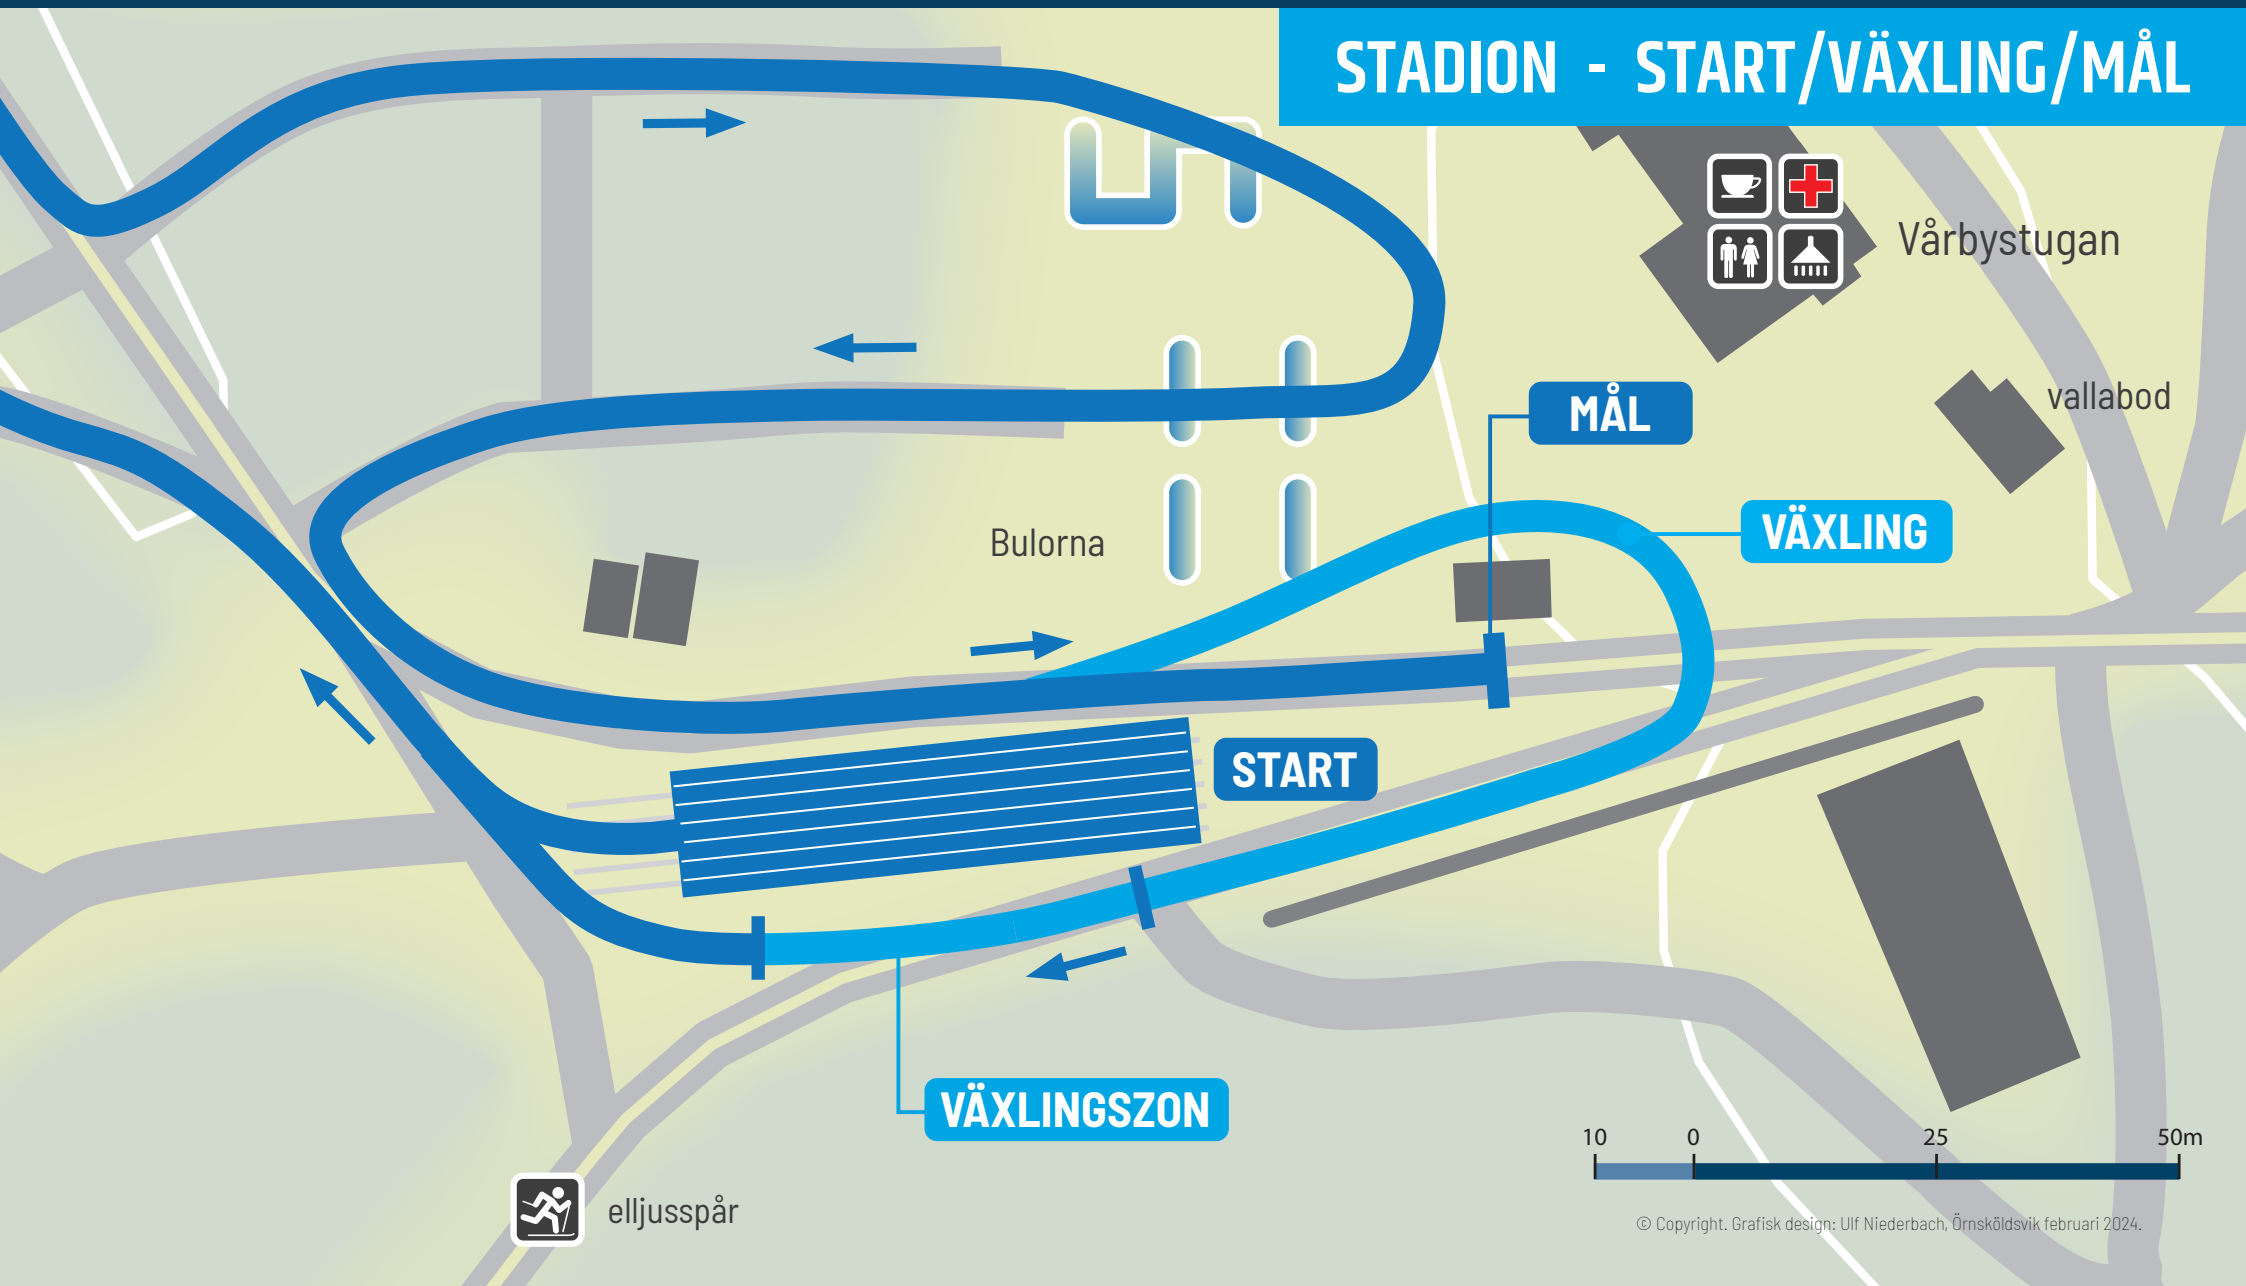 STADION - START/VÄXLING/MÅL
Vårbystugan
vallabod
MÅL
VÄXLING
Bulorna
START
VÄXLINGSZON
10 0 25 50m
elljusspår
© Copyright. Grafisk design: Ulf Niederbach, Örnsköldsvik februari 2024.